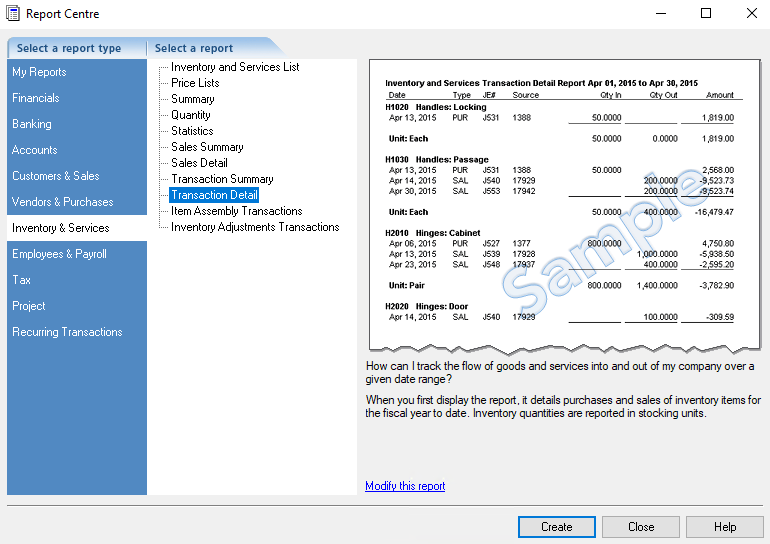 Report Centre
Select a report type
Select a report
My Reports
Financials
Banking
Accounts
Customers & Sales
Vendors & Purchases
Inventory & Services
Employees & Payroll
Tax
Project
Recurring Transactions
Inventory and Services List
Price Lists
Summary
Quantity
Statistics
Sales Summary
Sales Detail
Transaction Summary
Transaction Detail
Item Assembly Transactions
Inventory Adjustments Transactions
Inventory and Services Transaction Detail Report Apr 01, 2015 to Apr 30, 2015
Date Type JE# Source Qty In Qty Out Amount
H1020 Handles: Locking
Apr 13, 2015 PUR J531 1388 50.0000 1,819.00
Unit: Each 50.0000 0.0000 1,819.00
H1030 Handles: Passage
Apr 13, 2015 PUR J531 1388 50.0000 2,568.00
Apr 14, 2015 SAL J540 17929 200.0000 -9,523.73
Apr 30, 2015 SAL J553 17942 200.0000 -9,523.74
Unit: Each 50.0000 400.0000 -16,479.47
H2010 Hinges: Cabinet
Apr 06, 2015 PUR J527 1377 800.0000 4,750.80
Apr 13, 2015 SAL J539 17928 1,000.0000 -5,938.50
Apr 23, 2015 SAL J548 17937 400.0000 -2,595.20
Unit: Pair 800.0000 1,400.0000 -3,782.90
H2020 Hinges: Door
Apr 14, 2015 SAL J540 17929 100.0000 -309.59
Sample
How can I track the flow of goods and services into and out of my company over a
given date range?
When you first display the report, it details purchases and sales of inventory items for
the fiscal year to date. Inventory quantities are reported in stocking units.
Modify this report
Create
Close
Help